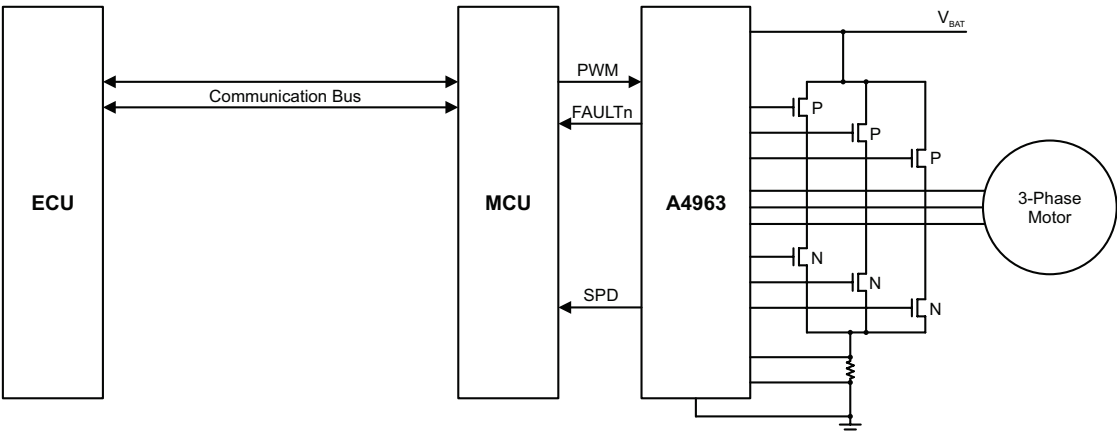 V_BAT
PWM
Communication Bus
FAULTn
P
P
P
ECU
MCU
A4963
3-Phase
Motor
N
N
N
SPD